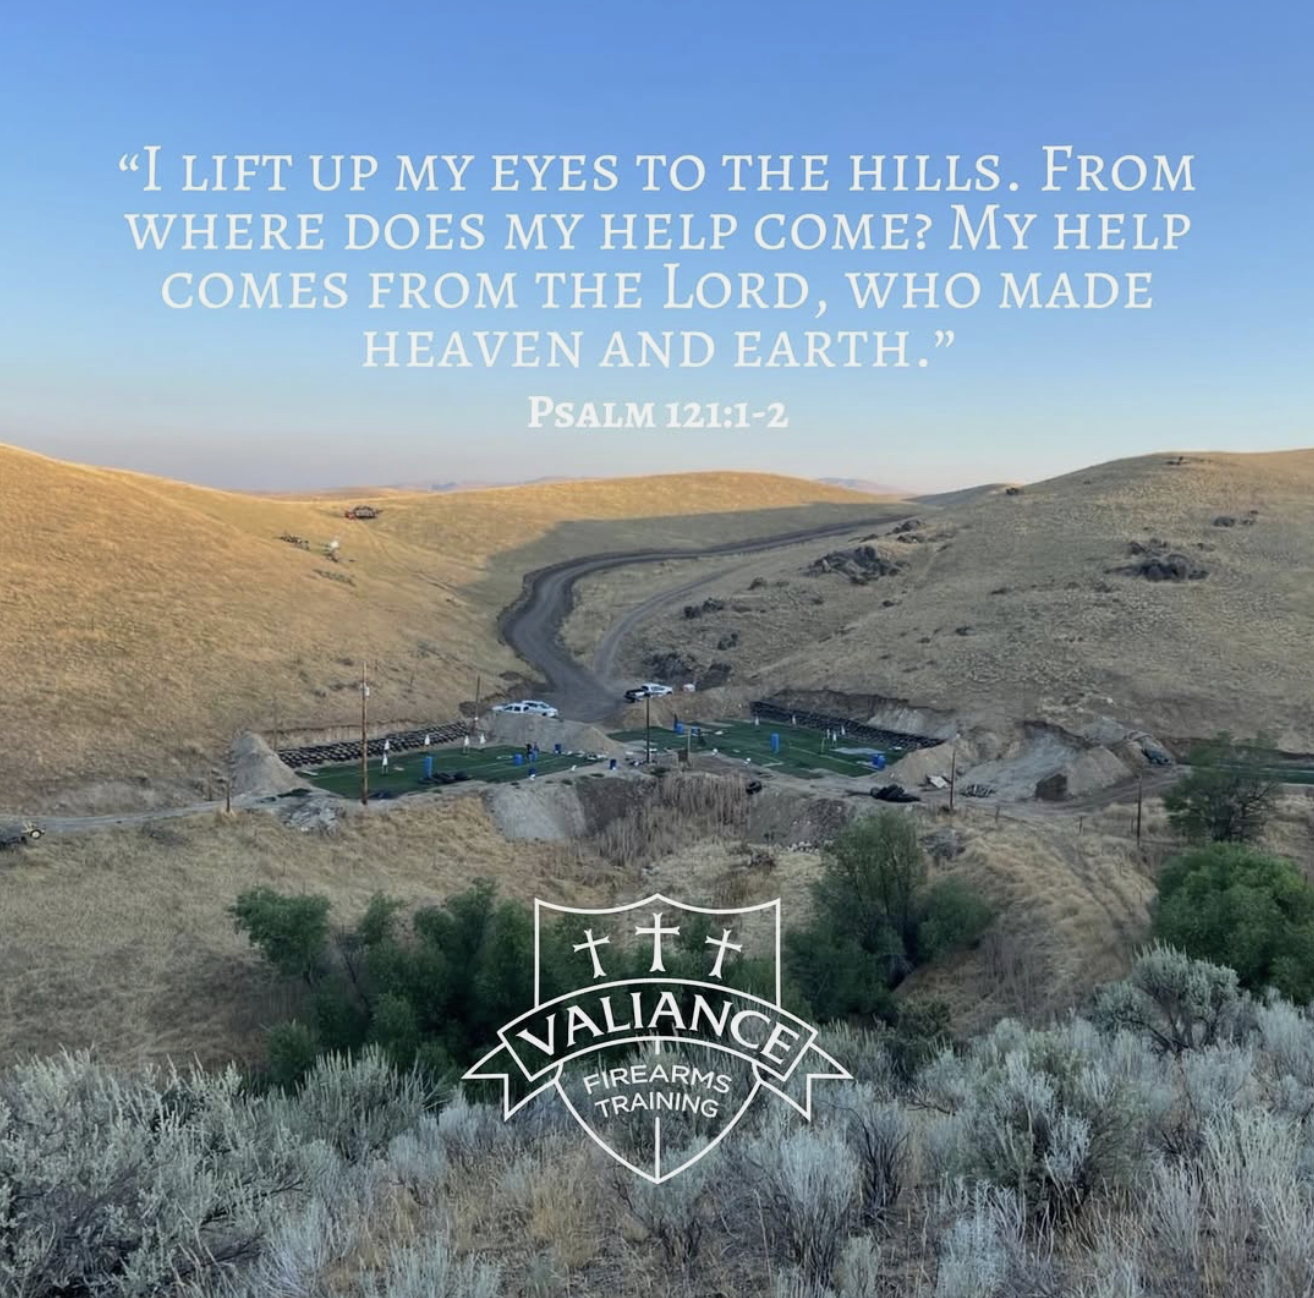 “I lift up my eyes to the hills. From
where does my help come? My help
comes from the Lord, who made
heaven and earth.”
Psalm 121:1-2
VALIANCE
FIREARMS
TRAINING